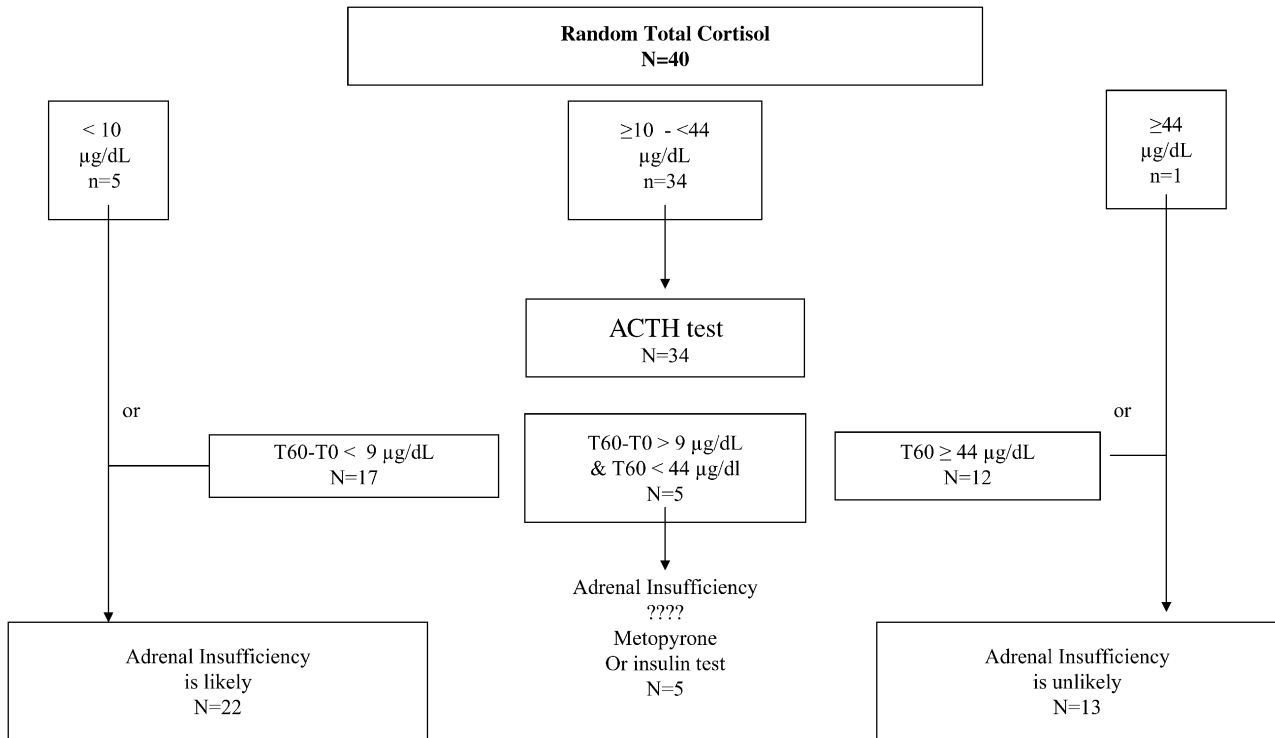 Random Total Cortisol
N=40
< 10
µg/dL
n=5
≥10 - <44
µg/dL
n=34
≥44
µg/dL
n=1
ACTH test
N=34
or
or
T60-T0 < 9 µg/dL
N=17
T60-T0 > 9 µg/dL
& T60 < 44 µg/dl
N=5
T60 ≥ 44 µg/dL
N=12
Adrenal Insufficiency
????
Metopyrone
Or insulin test
N=5
Adrenal Insufficiency
is likely
N=22
Adrenal Insufficiency
is unlikely
N=13